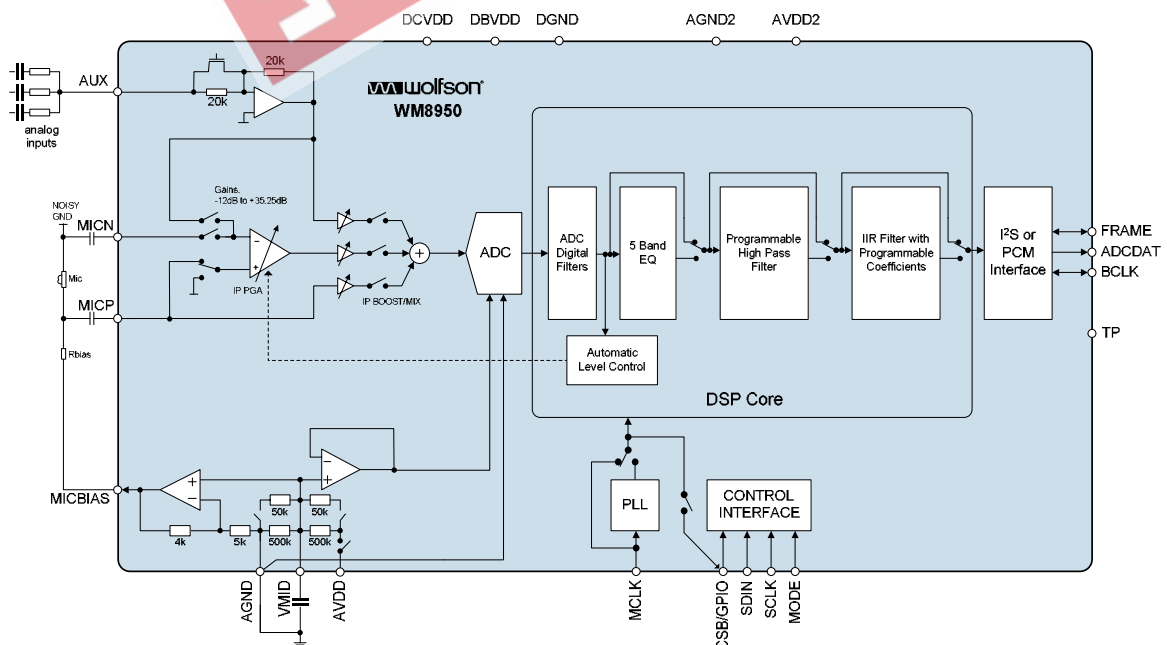 DCVDD DBVDD DGND AGND2 AVDD2
AUX
analog
inputs
20k
20k
wolfson®
WM8950
Gains.
-12dB to +35.25dB
NOISY
GND
MICN
Mic
MICP
Rbias
IP PGA
IP BOOST/MIX
ADC
ADC
Digital
Filters
5 Band
EQ
Programmable
High Pass
Filter
IIR Filter with
Programmable
Coefficients
I²S or
PCM
Interface
FRAME
ADCDAT
BCLK
TP
Automatic
Level Control
DSP Core
MICBIAS
4k
5k
50k
50k
500k
500k
AGND
VMID
AVDD
PLL
CONTROL
INTERFACE
MCLK
CSB/GPIO
SDIN
SCLK
MODE